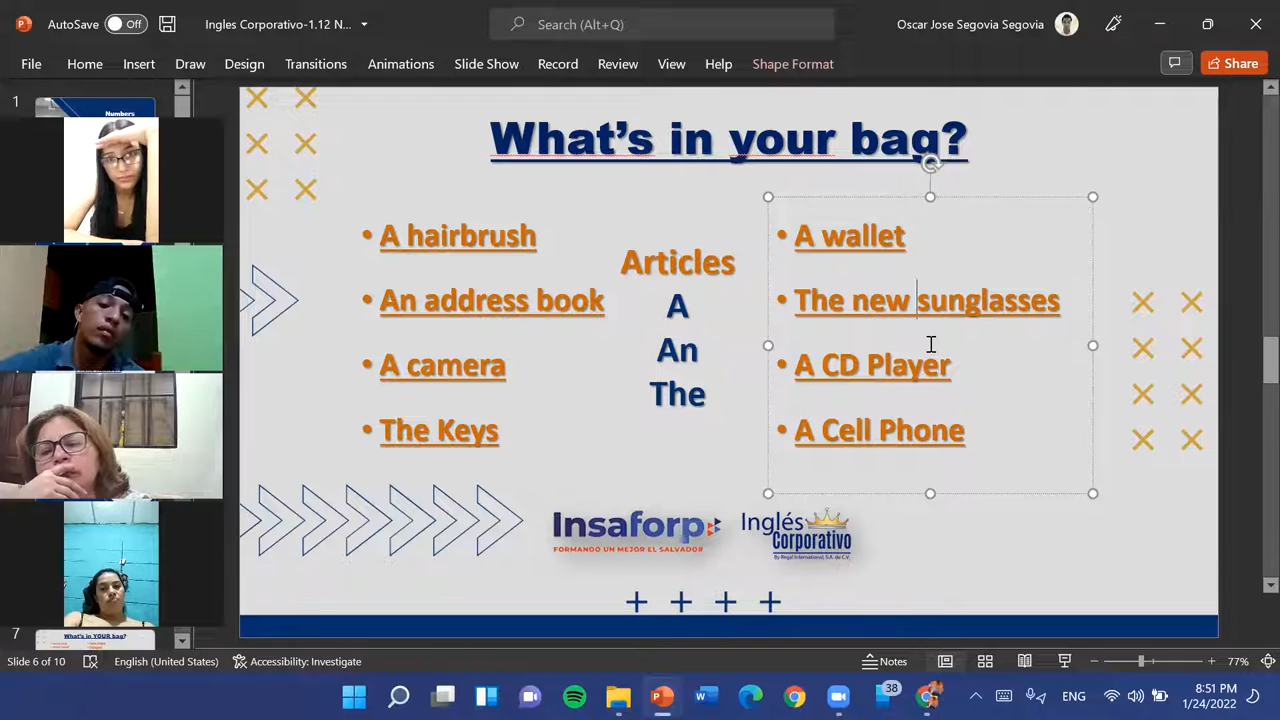 AutoSave
Off
Ingles Corporativo-1.12 N...
Search (Alt+Q)
Oscar Jose Segovia Segovia
File
Home
Insert
Draw
Design
Transitions
Animations
Slide Show
Record
Review
View
Help
Shape Format
Share
1
Numbers
What's in your bag?
• A hairbrush
• An address book
• A camera
• The Keys
Articles
A
An
The
• A wallet
• The new sunglasses
• A CD Player
• A Cell Phone
Insaforp
FORMANDO UN MEJOR EL SALVADOR
Inglés
Corporativo
By Regal International, S.A. de C.V.
7
What's in YOUR bag?
Slide 6 of 10
English (United States)
Accessibility: Investigate
Notes
77%
38
ENG
8:51 PM
1/24/2022